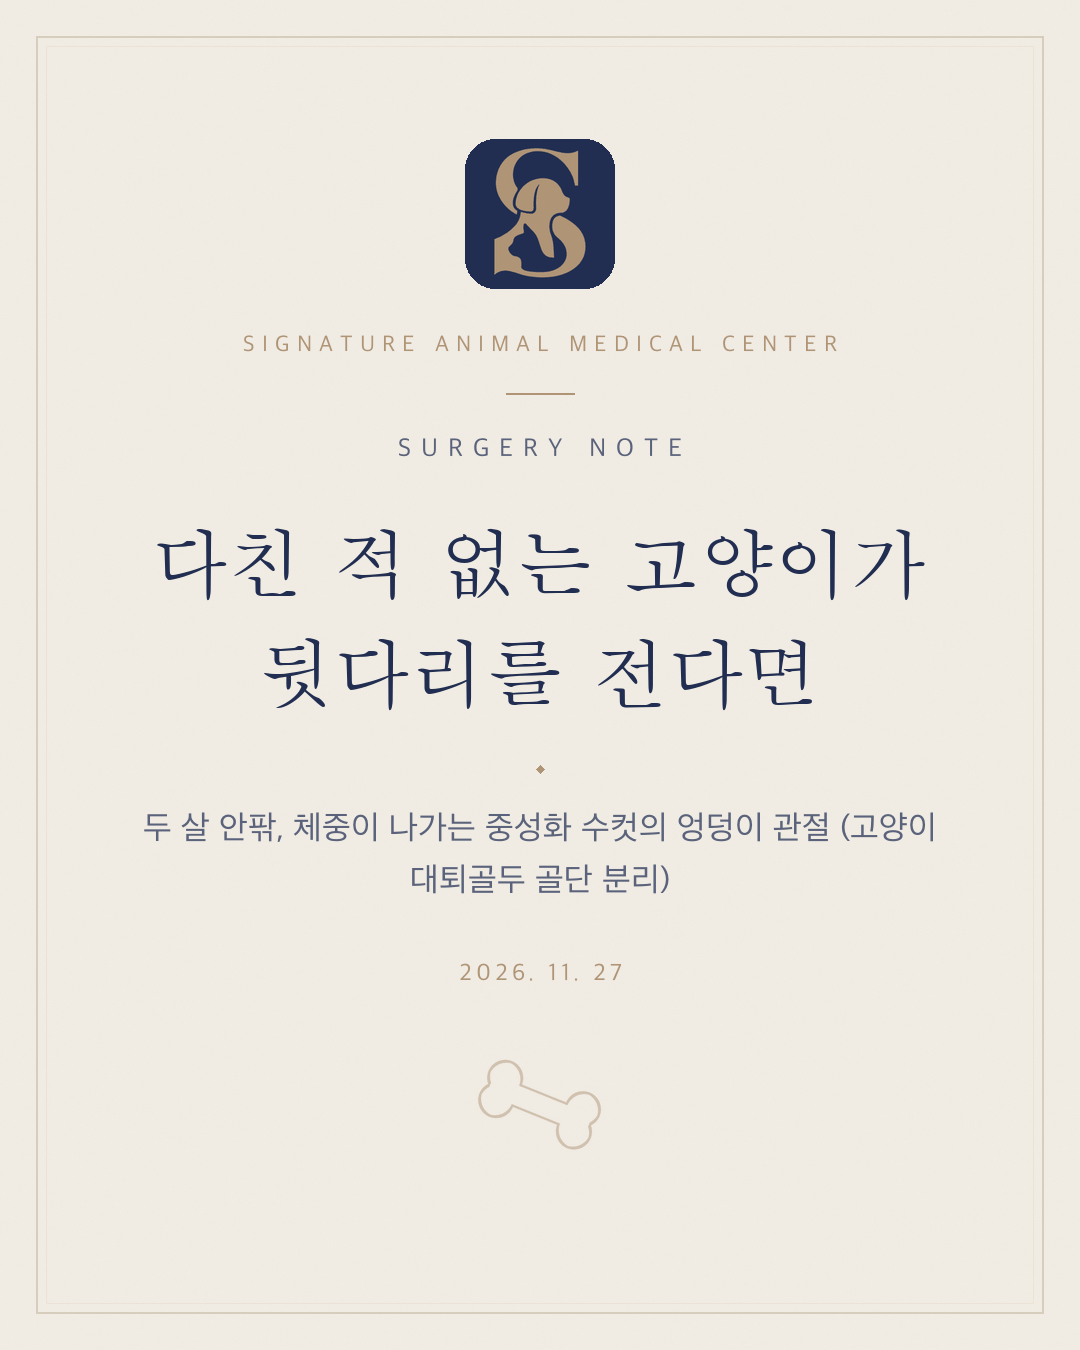 SIGNATURE ANIMAL MEDICAL CENTER
SURGERY NOTE
다친 적 없는 고양이가
뒷다리를 전다면
두 살 안팎, 체중이 나가는 중성화 수컷의 엉덩이 관절 (고양이
대퇴골두 골단 분리)
2026. 11. 27